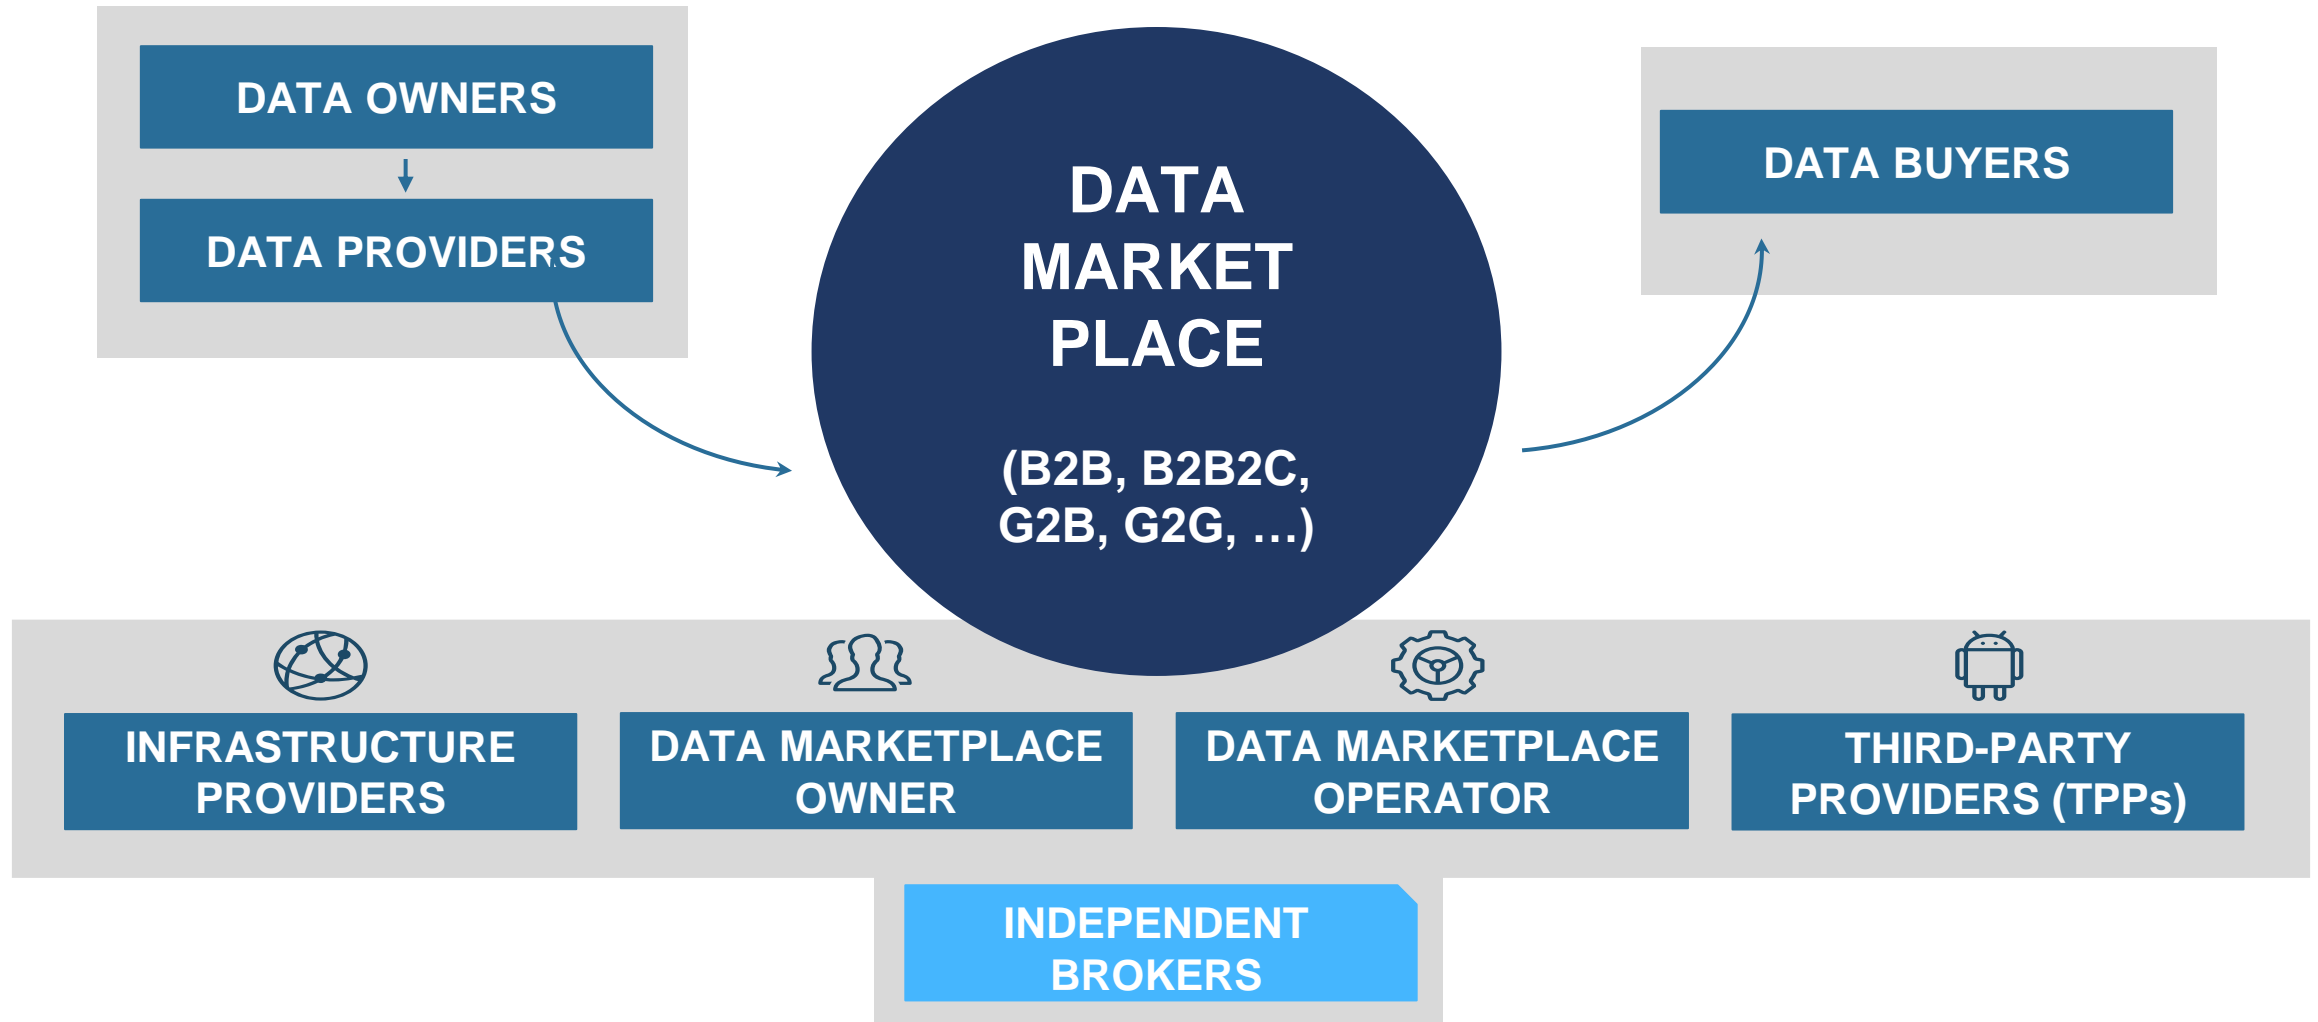 DATA OWNERS
DATA PROVIDERS
DATA
MARKET
PLACE
(B2B, B2B2C,
G2B, G2G, …)
DATA BUYERS
INFRASTRUCTURE
PROVIDERS
DATA MARKETPLACE
OWNER
DATA MARKETPLACE
OPERATOR
THIRD-PARTY
PROVIDERS (TPPs)
INDEPENDENT
BROKERS